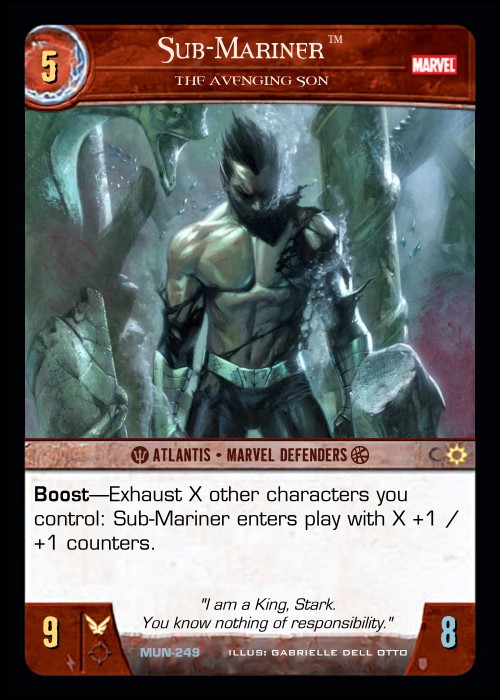 5
SUB-MARINER™
MARVEL
THE AVENGING SON
ATLANTIS • MARVEL DEFENDERS
C
Boost—Exhaust X other characters you
control: Sub-Mariner enters play with X +1 /
+1 counters.
"I am a King, Stark.
You know nothing of responsibility."
9
8
MUN-249
ILLUS: GABRIELLE DELL OTTO